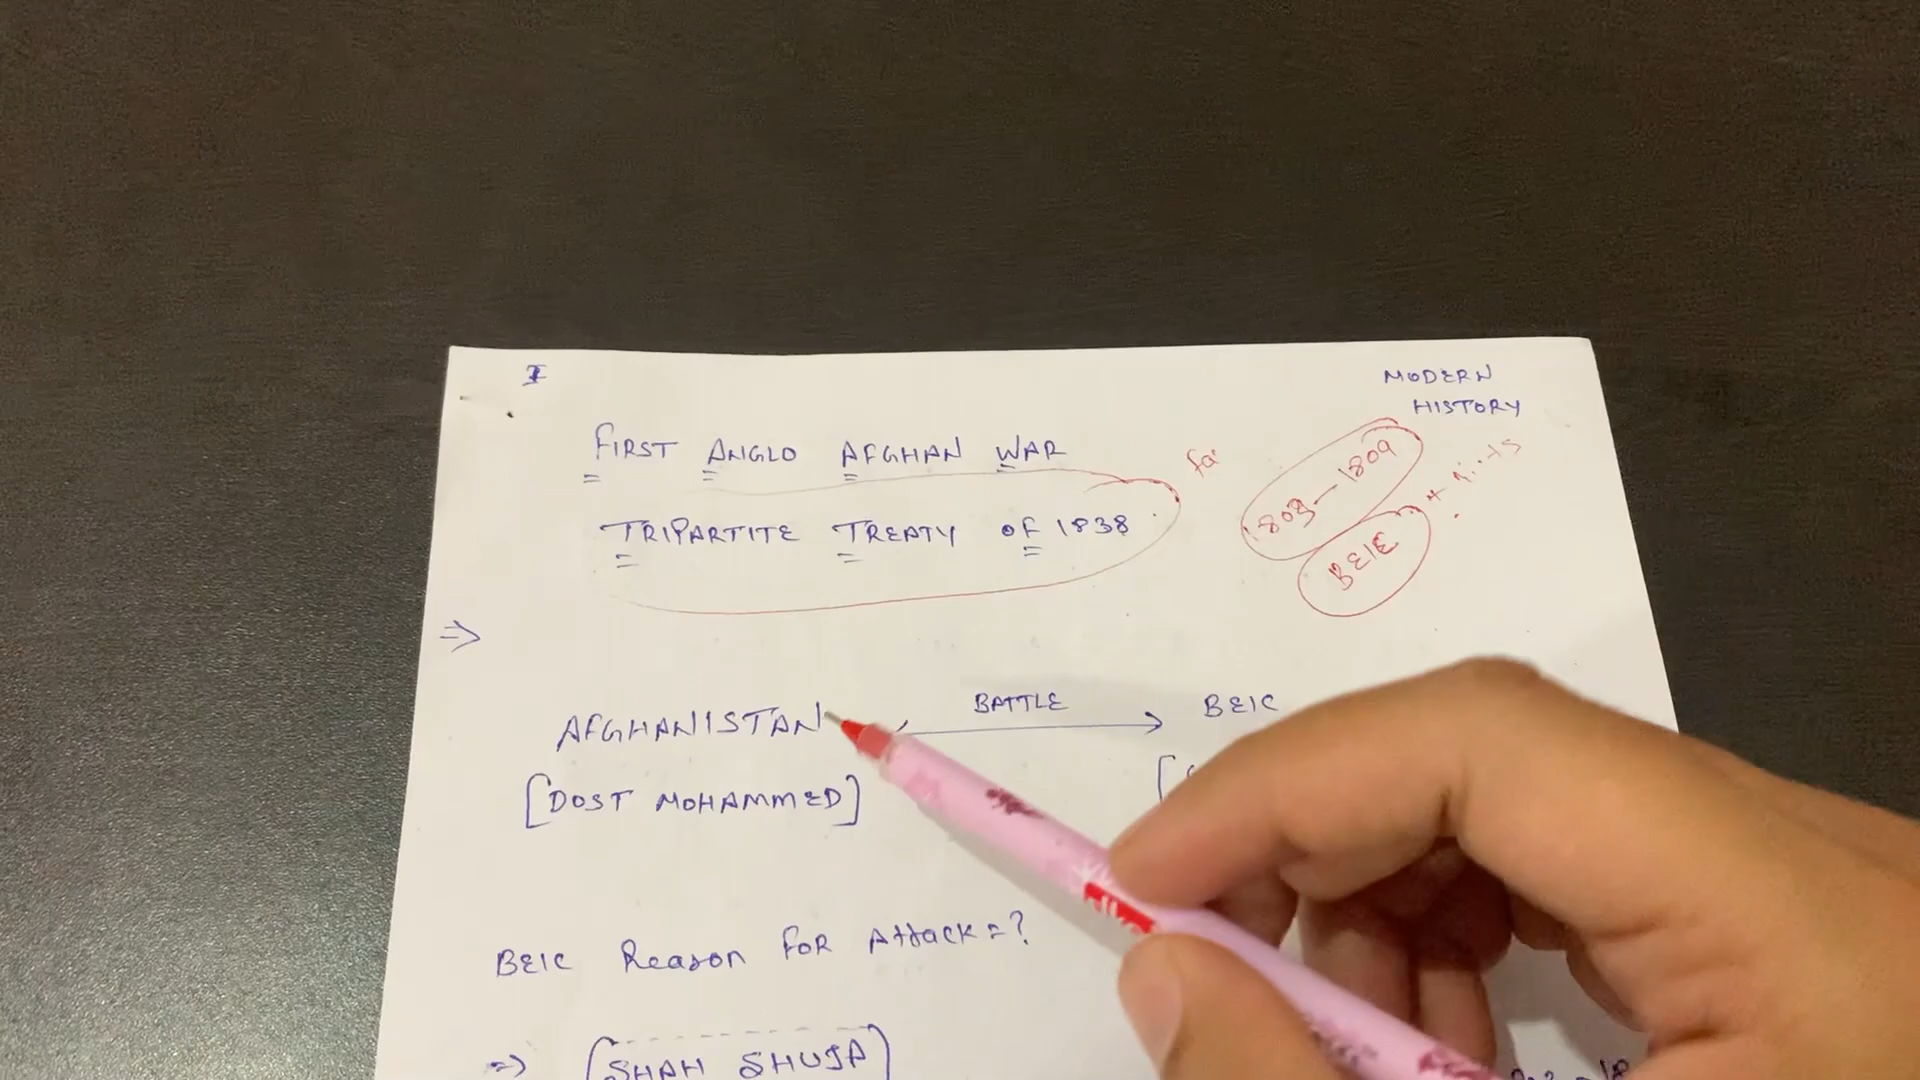 I
MODERN
HISTORY
FIRST ANGLO AFGHAN WAR
TRIPARTITE TREATY OF 1838
1803-1809
BEIC
=>
AFGHANISTAN
BATTLE
BEIC
[DOST MOHAMMED]
BEIC Reason FOR Attack = ?
=> [SHAH SHUJA]